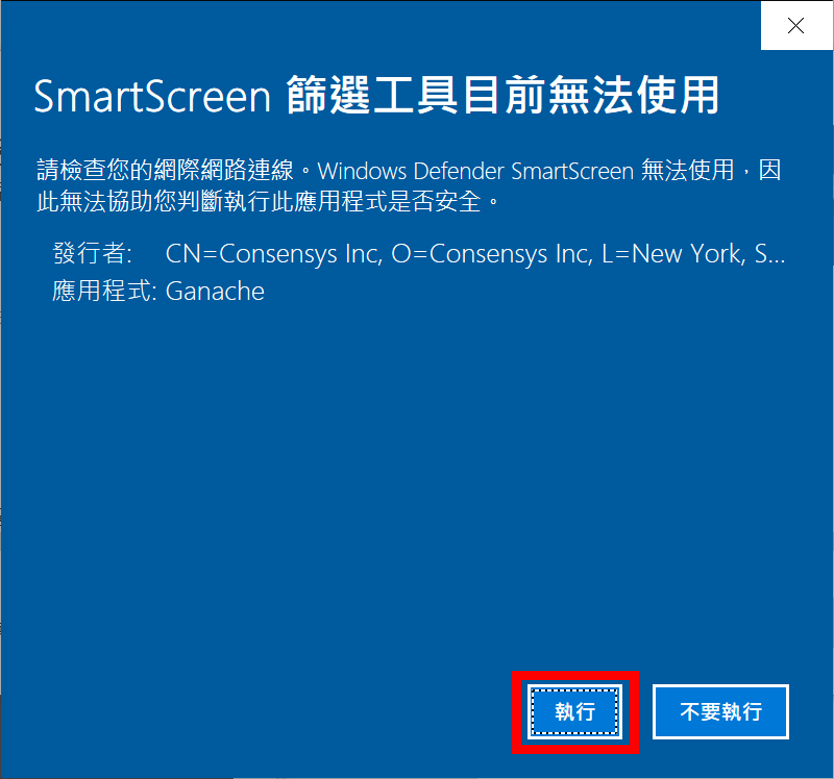 SmartScreen 篩選工具目前無法使用
請檢查您的網際網路連線。Windows Defender SmartScreen 無法使用，因
此無法協助您判斷執行此應用程式是否安全。
發行者: CN=Consensys Inc, O=Consensys Inc, L=New York, S...
應用程式: Ganache
執行 不要執行